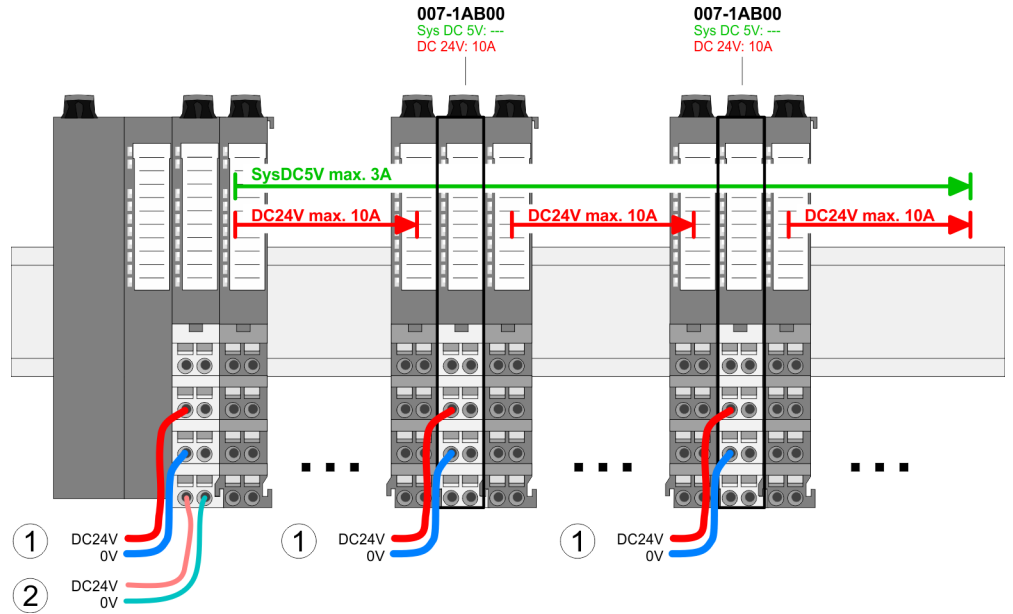 007-1AB00
Sys DC 5V: ---
DC 24V: 10A
007-1AB00
Sys DC 5V: ---
DC 24V: 10A
SysDC5V max. 3A
DC24V max. 10A
DC24V max. 10A
DC24V max. 10A
1
DC24V
0V
1
DC24V
0V
1
DC24V
0V
2
DC24V
0V